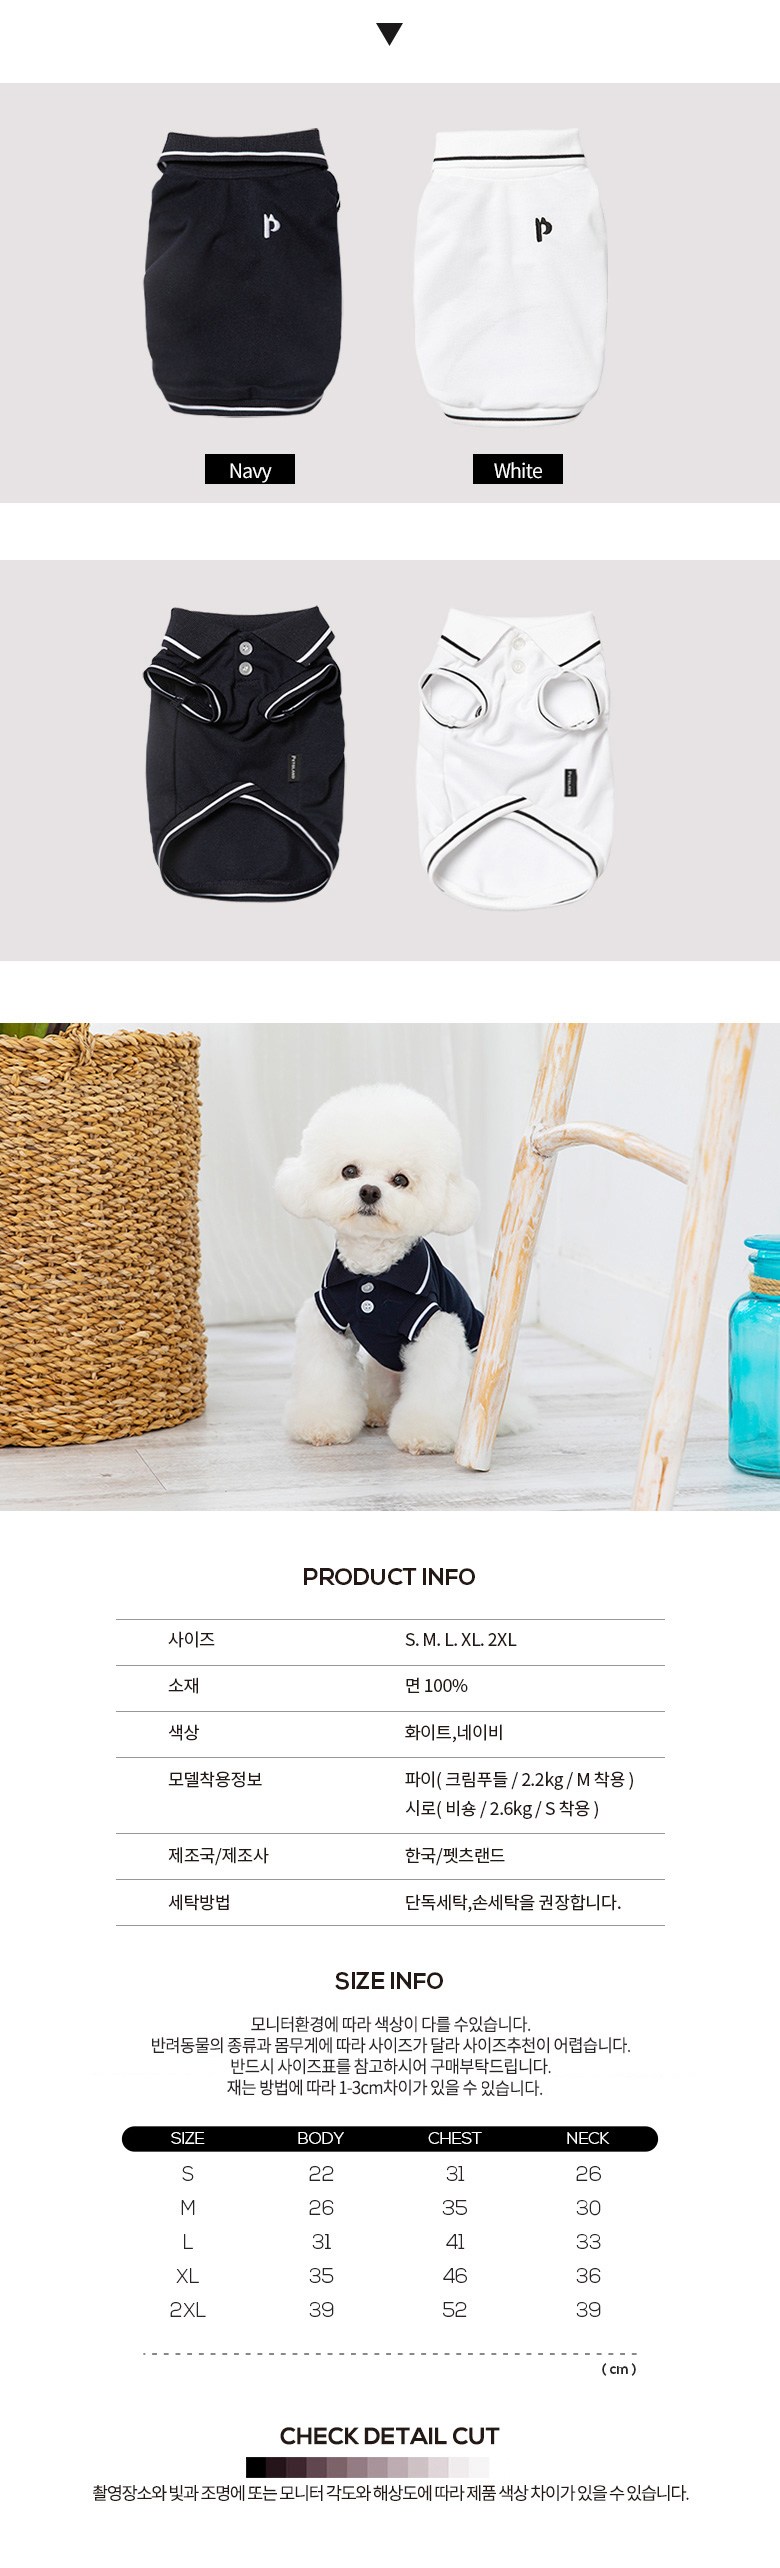 Navy
White
PRODUCT INFO
사이즈 S. M. L. XL. 2XL
소재 면 100%
색상 화이트,네이비
모델착용정보 파이( 크림푸들 / 2.2kg / M 착용 )
시로( 비숑 / 2.6kg / S 착용 )
제조국/제조사 한국/펫츠랜드
세탁방법 단독세탁,손세탁을 권장합니다.
SIZE INFO
모니터환경에 따라 색상이 다를 수있습니다.
반려동물의 종류과 몸무게에 따라 사이즈가 달라 사이즈추천이 어렵습니다.
반드시 사이즈표를 참고하시어 구매부탁드립니다.
재는 방법에 따라 1-3cm차이가 있을 수 있습니다.
SIZE BODY CHEST NECK
S 22 31 26
M 26 35 30
L 31 41 33
XL 35 46 36
2XL 39 52 39
( cm )
CHECK DETAIL CUT
촬영장소와 빛과 조명에 또는 모니터 각도와 해상도에 따라 제품 색상 차이가 있을 수 있습니다.